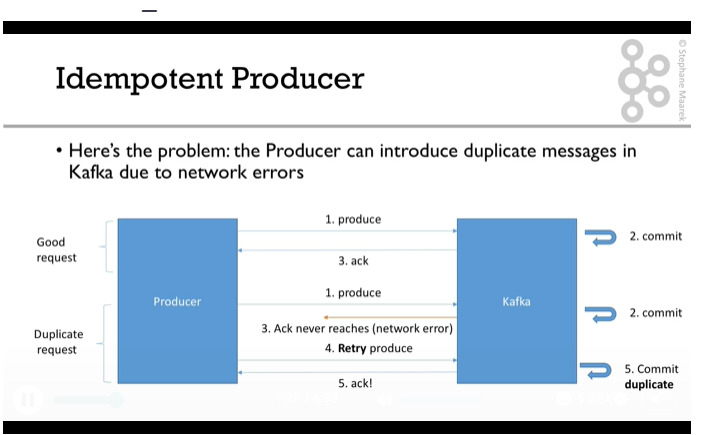 Idempotent Producer
© Stephane Maarek
• Here's the problem: the Producer can introduce duplicate messages in
Kafka due to network errors
Good
request
Duplicate
request
Producer
1. produce
3. ack
1. produce
3. Ack never reaches (network error)
4. Retry produce
5. ack!
Kafka
2. commit
2. commit
5. Commit
duplicate